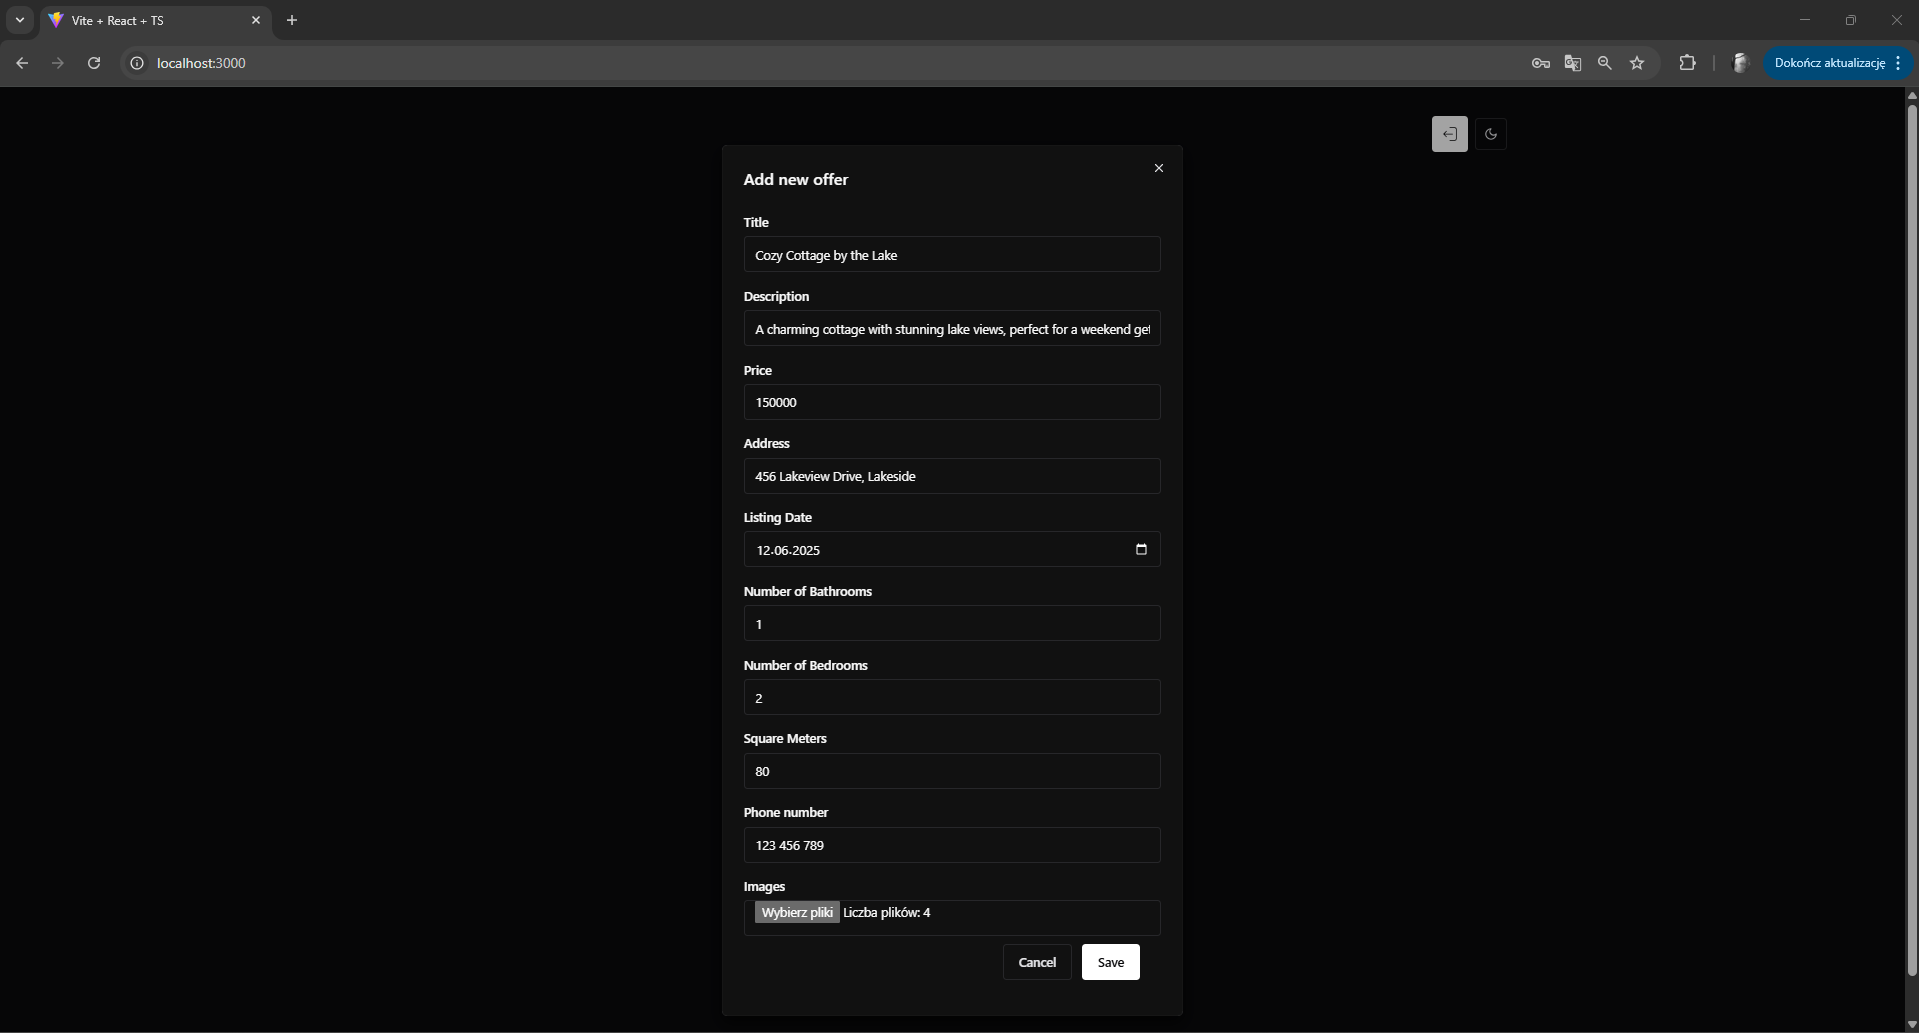 Vite + React + TS
localhost:3000
Dokończ aktualizację
Add new offer
Title
Cozy Cottage by the Lake
Description
A charming cottage with stunning lake views, perfect for a weekend get
Price
150000
Address
456 Lakeview Drive, Lakeside
Listing Date
12.06.2025
Number of Bathrooms
1
Number of Bedrooms
2
Square Meters
80
Phone number
123 456 789
Images
Wybierz pliki Liczba plików: 4
Cancel Save